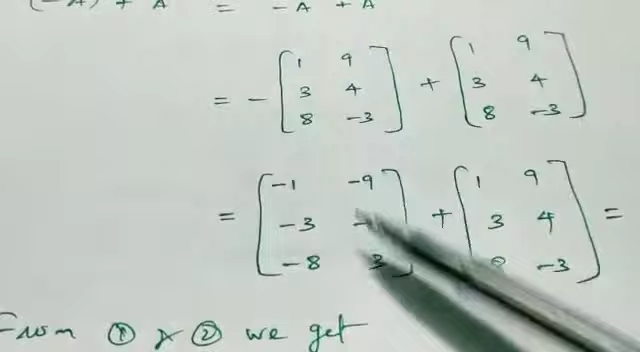 = - A + A
= - [ 1 9 ] + [ 1 9 ]
3 4 3 4
8 -3 8 -3
= [ -1 -9 ] + [ 1 9 ] =
-3 - 3 4
-8 3 -3
From ① & ② we get